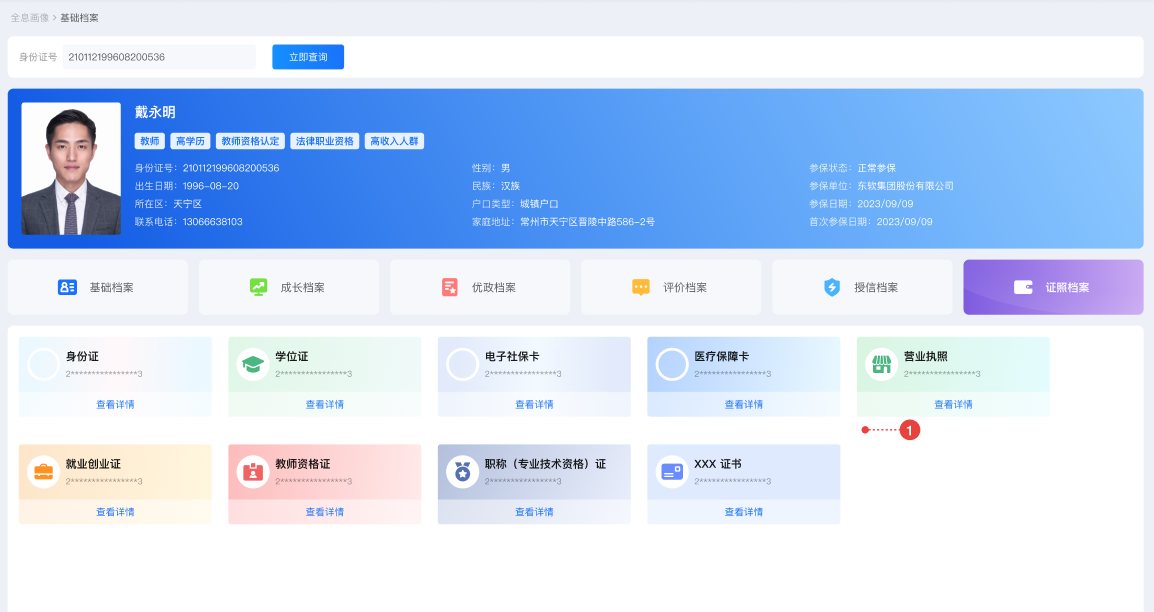 全息画像 > 基础档案
身份证号 210112199608200536 立即查询
戴永明
教师 高学历 教师资格认定 法律职业资格 高收入人群
身份证号：210112199608200536 性别：男 参保状态：正常参保
出生日期：1996-08-20 民族：汉族 参保单位：东软集团股份有限公司
所在区：天宁区 户口类型：城镇户口 参保日期：2023/09/09
联系电话：13066638103 家庭地址：常州市天宁区晋陵中路586-2号 首次参保日期：2023/09/09
基础档案 成长档案 优政档案 评价档案 授信档案 证照档案
身份证 学位证 电子社保卡 医疗保障卡 营业执照
2****************3 2****************3 2****************3 2****************3 2****************3
查看详情 查看详情 查看详情 查看详情 查看详情
1
就业创业证 教师资格证 职称（专业技术资格）证 XXX 证书
2****************3 2****************3 2****************3 2****************3
查看详情 查看详情 查看详情 查看详情